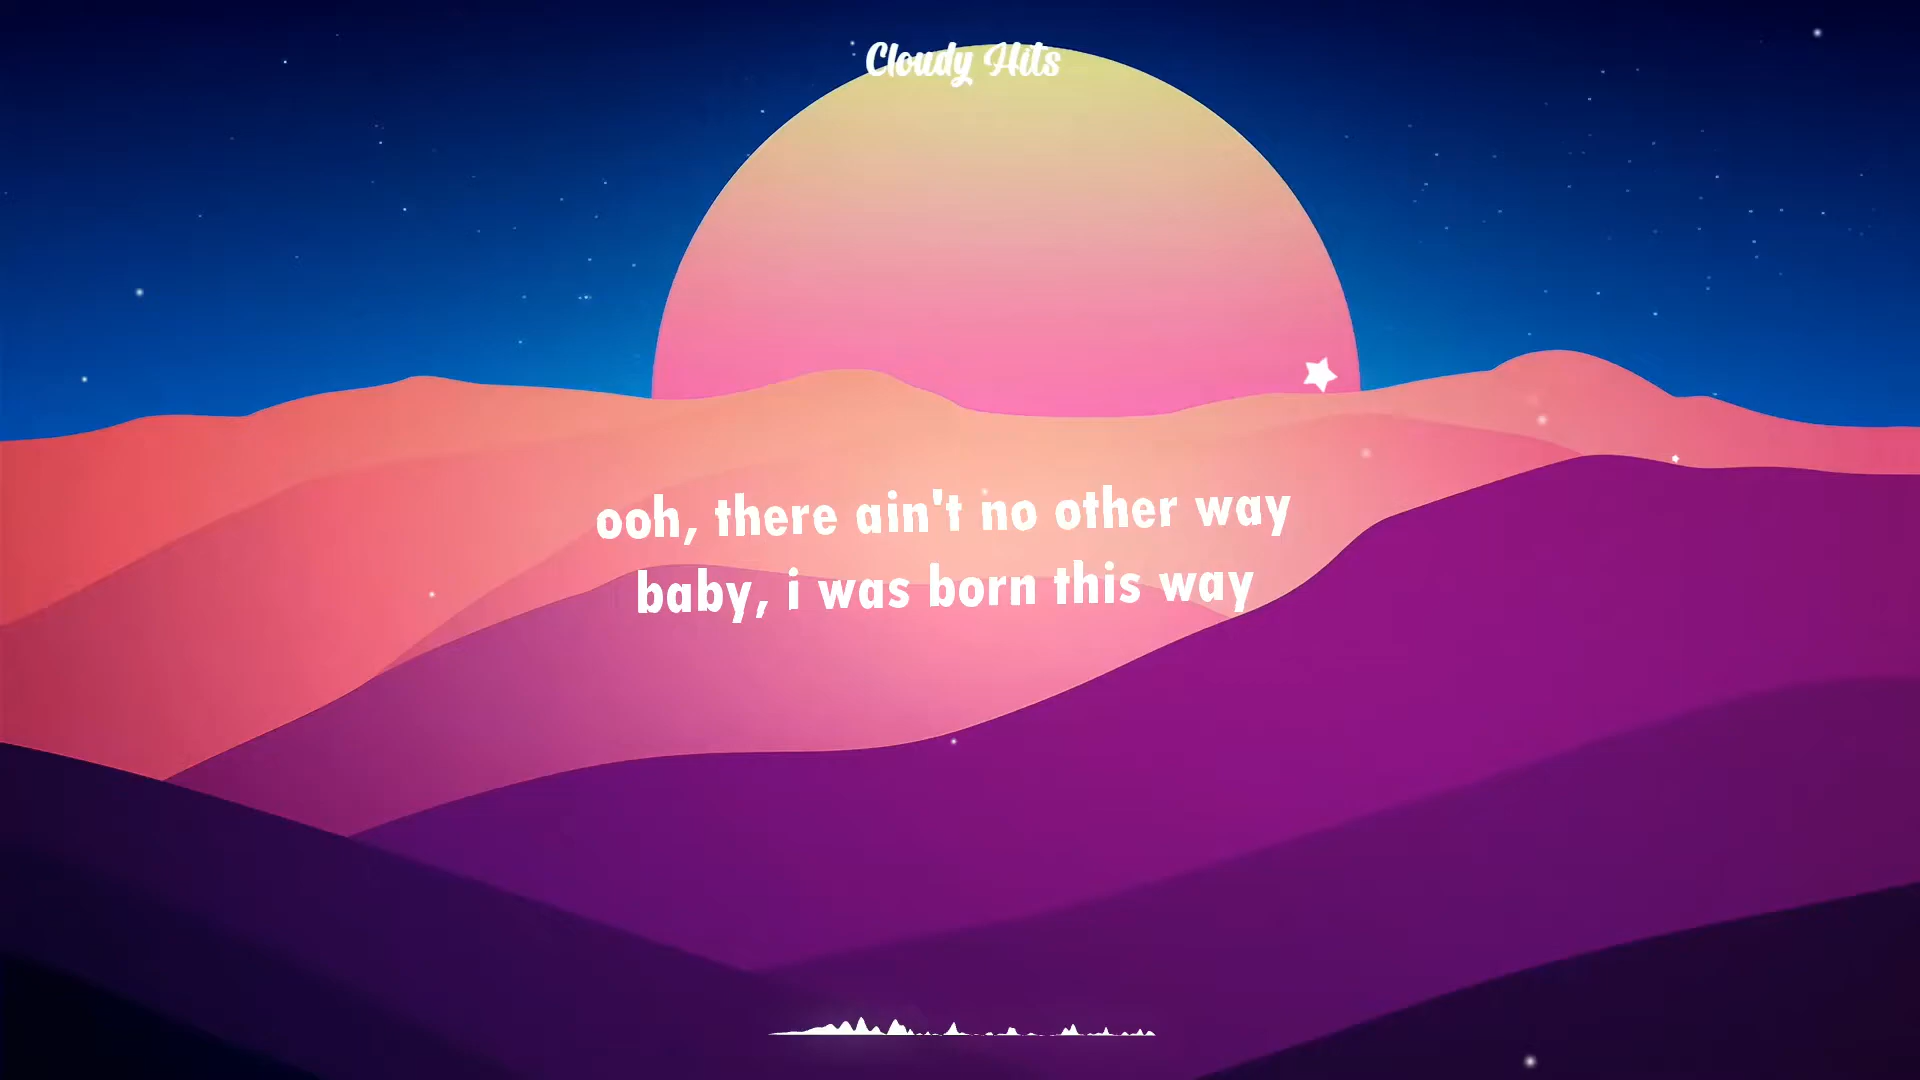 Cloudy Hits
ooh, there ain't no other way
baby, i was born this way